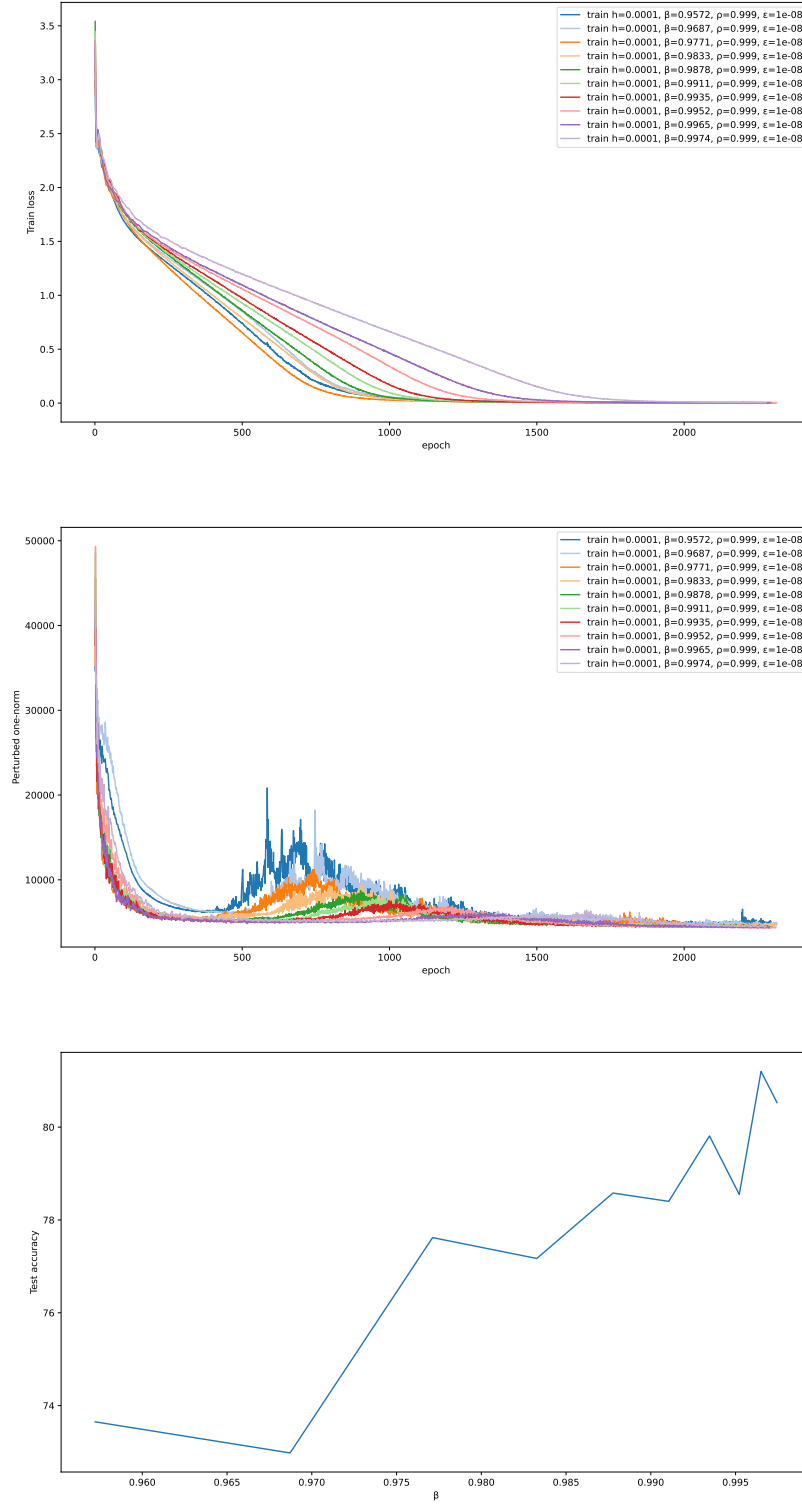 3.5
3.0
2.5
2.0
1.5
1.0
0.5
0.0
Train loss
train h=0.0001, β=0.9572, ρ=0.999, ε=1e-08
train h=0.0001, β=0.9687, ρ=0.999, ε=1e-08
train h=0.0001, β=0.9771, ρ=0.999, ε=1e-08
train h=0.0001, β=0.9833, ρ=0.999, ε=1e-08
train h=0.0001, β=0.9878, ρ=0.999, ε=1e-08
train h=0.0001, β=0.9911, ρ=0.999, ε=1e-08
train h=0.0001, β=0.9935, ρ=0.999, ε=1e-08
train h=0.0001, β=0.9952, ρ=0.999, ε=1e-08
train h=0.0001, β=0.9965, ρ=0.999, ε=1e-08
train h=0.0001, β=0.9974, ρ=0.999, ε=1e-08
0 500 1000 1500 2000
epoch
50000
40000
30000
20000
10000
Perturbed one-norm
train h=0.0001, β=0.9572, ρ=0.999, ε=1e-08
train h=0.0001, β=0.9687, ρ=0.999, ε=1e-08
train h=0.0001, β=0.9771, ρ=0.999, ε=1e-08
train h=0.0001, β=0.9833, ρ=0.999, ε=1e-08
train h=0.0001, β=0.9878, ρ=0.999, ε=1e-08
train h=0.0001, β=0.9911, ρ=0.999, ε=1e-08
train h=0.0001, β=0.9935, ρ=0.999, ε=1e-08
train h=0.0001, β=0.9952, ρ=0.999, ε=1e-08
train h=0.0001, β=0.9965, ρ=0.999, ε=1e-08
train h=0.0001, β=0.9974, ρ=0.999, ε=1e-08
0 500 1000 1500 2000
epoch
80
78
76
74
Test accuracy
0.960 0.965 0.970 0.975 0.980 0.985 0.990 0.995
β